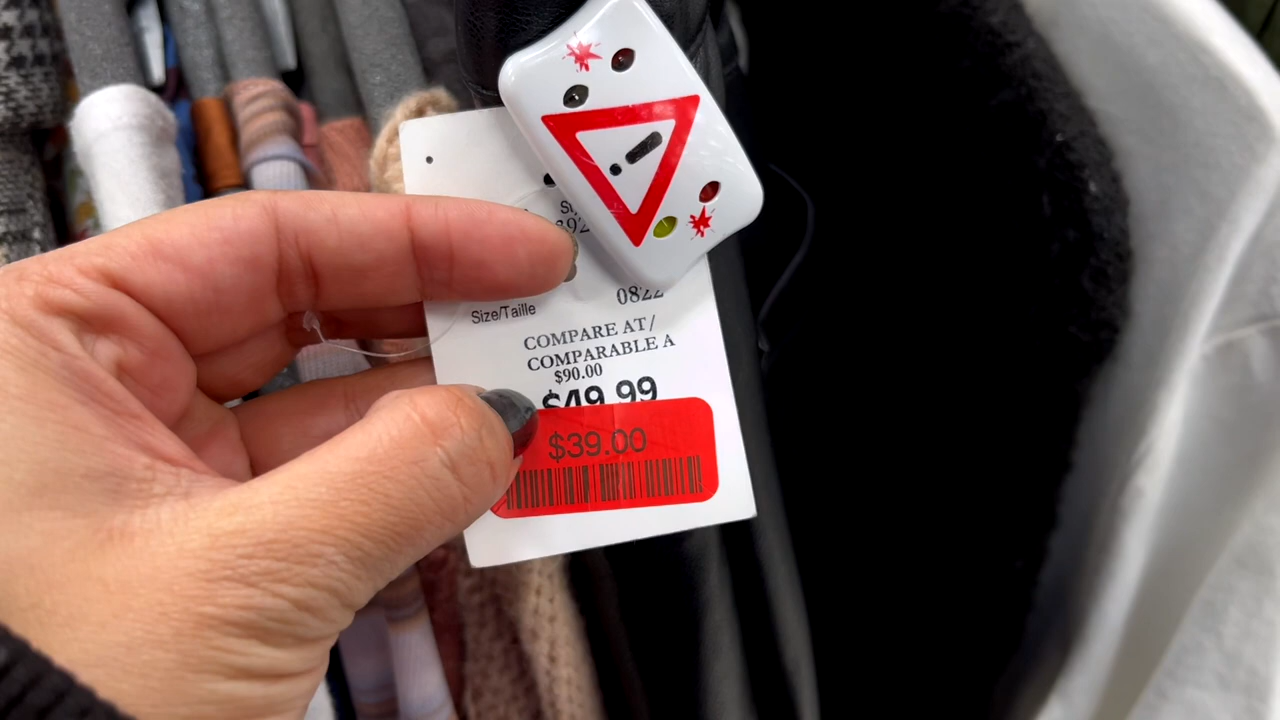 0822
Size/Taille
COMPARE AT/
COMPARABLE A
$90.00
$49.99
$39.00